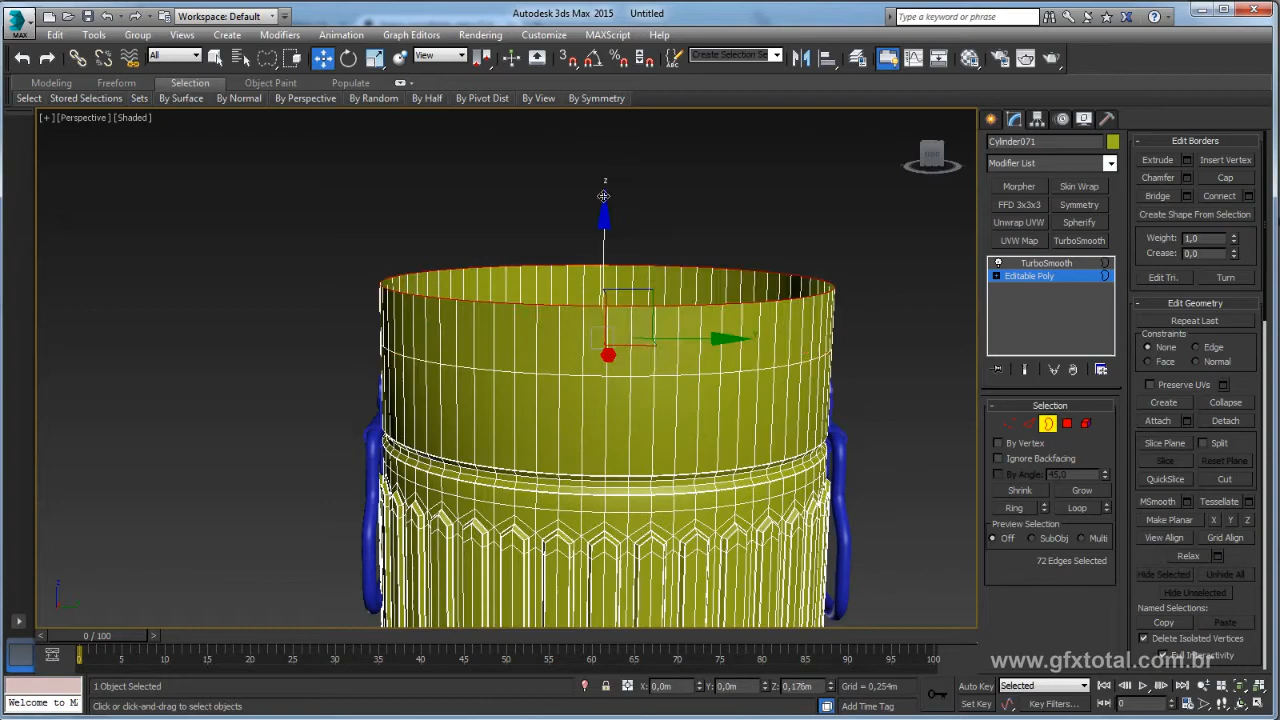 Autodesk 3ds Max 2015 Untitled
MAX
Workspace: Default
Type a keyword or phrase
Edit Tools Group Views Create Modifiers Animation Graph Editors Rendering Customize MAXScript Help
All
View
Create Selection Se
Modeling Freeform Selection Object Paint Populate
Select Stored Selections Sets By Surface By Normal By Perspective By Random By Half By Pivot Dist By View By Symmetry
[+][Perspective][Shaded]
z
y
z
Cylinder071
Modifier List
Morpher Skin Wrap
FFD 3x3x3 Symmetry
Unwrap UVW Spherify
UVW Map TurboSmooth
TurboSmooth
Editable Poly
Selection
By Vertex
Ignore Backfacing
By Angle: 45,0
Shrink Grow
Ring Loop
Preview Selection
Off SubObj Multi
72 Edges Selected
Edit Borders
Extrude Insert Vertex
Chamfer Cap
Bridge Connect
Create Shape From Selection
Weight: 1,0
Crease: 0,0
Edit Tri. Turn
Edit Geometry
Repeat Last
Constraints
None Edge
Face Normal
Preserve UVs
Create Collapse
Attach Detach
Slice Plane Split
Slice Reset Plane
QuickSlice Cut
MSmooth Tessellate
Make Planar X Y Z
View Align Grid Align
Relax
Hide Selected Unhide All
Hide Unselected
Named Selections:
Copy Paste
Delete Isolated Vertices
Full Interactivity
www.gfxtotal.com.br
0 / 100
0 5 10 15 20 25 30 35 40 45 50 55 60 65 70 75 80 85 90 95 100
1 Object Selected
X: 0,0m Y: 0,0m Z: 0,176m Grid = 0,254m
Auto Key Selected
Welcome to M
Click or click-and-drag to select objects
Add Time Tag
Set Key Key Filters... 0